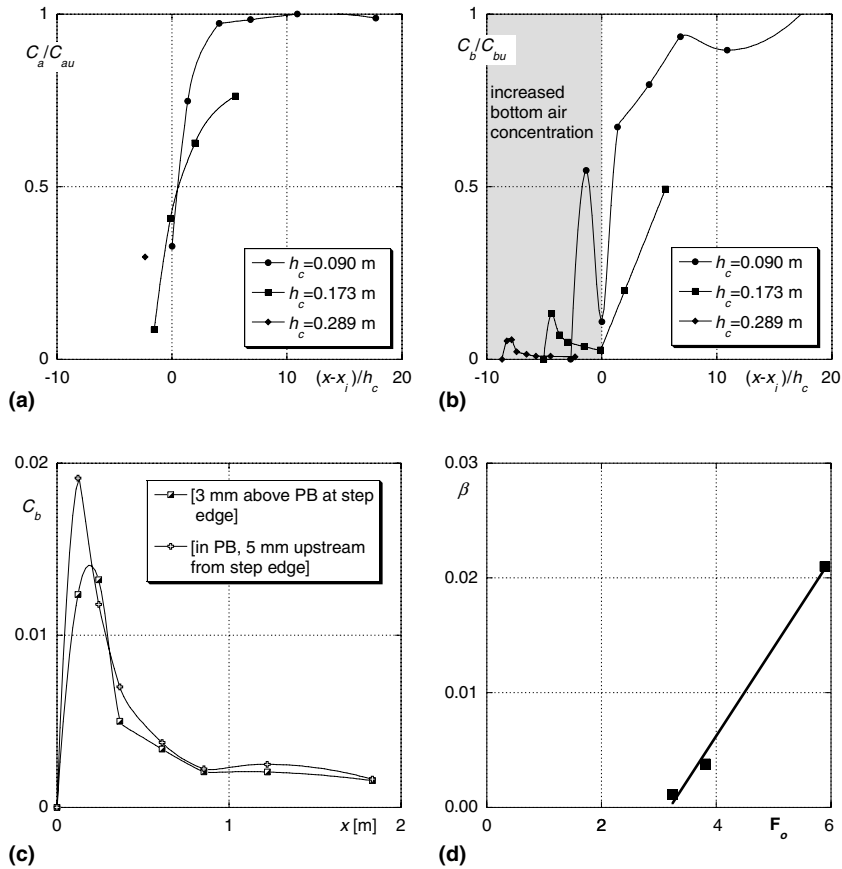 1
C_a/C_au
0.5
0
-10
0
10
(x-x_i)/h_c
20
h_c=0.090 m
h_c=0.173 m
h_c=0.289 m
(a)
1
C_b/C_bu
increased
bottom air
concentration
0.5
0
-10
0
10
(x-x_i)/h_c
20
h_c=0.090 m
h_c=0.173 m
h_c=0.289 m
(b)
0.02
C_b
0.01
0
0
1
x [m]
2
[3 mm above PB at step
edge]
[in PB, 5 mm upstream
from step edge]
(c)
0.03
β
0.02
0.01
0.00
0
2
4
F_o
6
(d)